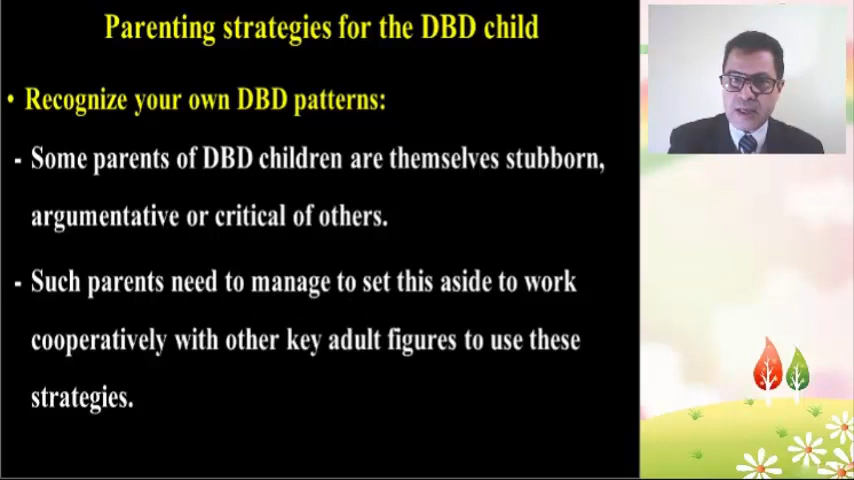 Parenting strategies for the DBD child
• Recognize your own DBD patterns:
- Some parents of DBD children are themselves stubborn,
argumentative or critical of others.
- Such parents need to manage to set this aside to work
cooperatively with other key adult figures to use these
strategies.